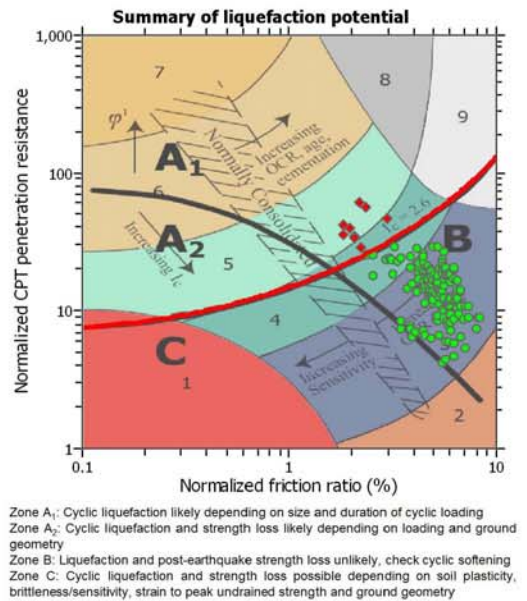 Summary of liquefaction potential
1,000
100
10
1
Normalized CPT penetration resistance
7
8
9
φ'
A1
Increasing
OCR, age,
cementation
Normally Consolidated
6
A2
Increasing Ic
5
Ic = 2.6
B
4
C
1
Increasing
Sensitivity
3
2
0.1
1
10
Normalized friction ratio (%)
Zone A1: Cyclic liquefaction likely depending on size and duration of cyclic loading
Zone A2: Cyclic liquefaction and strength loss likely depending on loading and ground
geometry
Zone B: Liquefaction and post-earthquake strength loss unlikely, check cyclic softening
Zone C: Cyclic liquefaction and strength loss possible depending on soil plasticity,
brittleness/sensitivity, strain to peak undrained strength and ground geometry